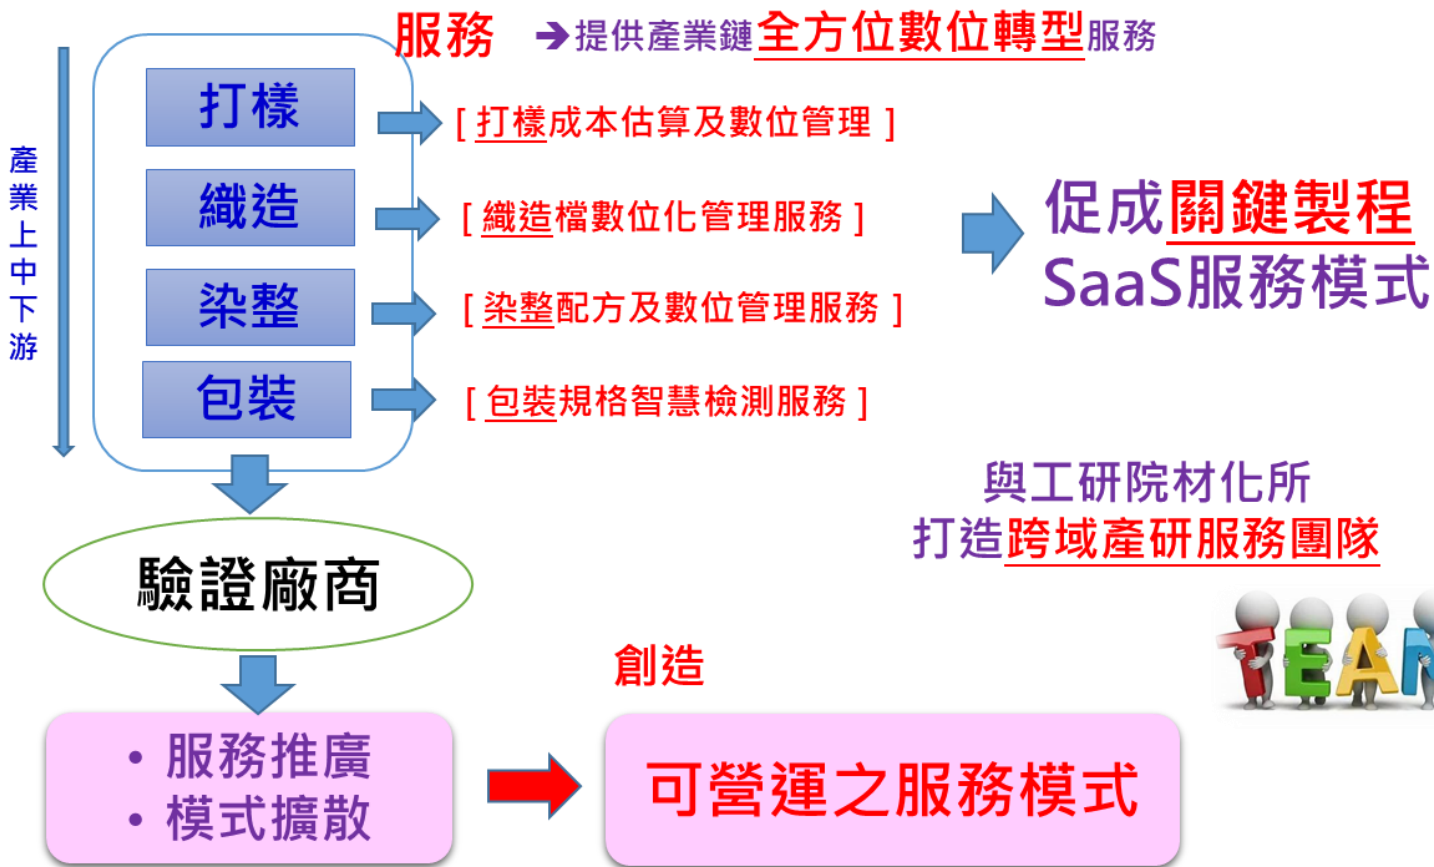 服務 ➔提供產業鏈全方位數位轉型服務
產業上中下游
打樣
[ 打樣成本估算及數位管理 ]
織造
[ 織造檔數位化管理服務 ]
染整
[ 染整配方及數位管理服務 ]
包裝
[ 包裝規格智慧檢測服務 ]
促成關鍵製程
SaaS服務模式
與工研院材化所
打造跨域產研服務團隊
TEAM
驗證廠商
• 服務推廣
• 模式擴散
創造
可營運之服務模式